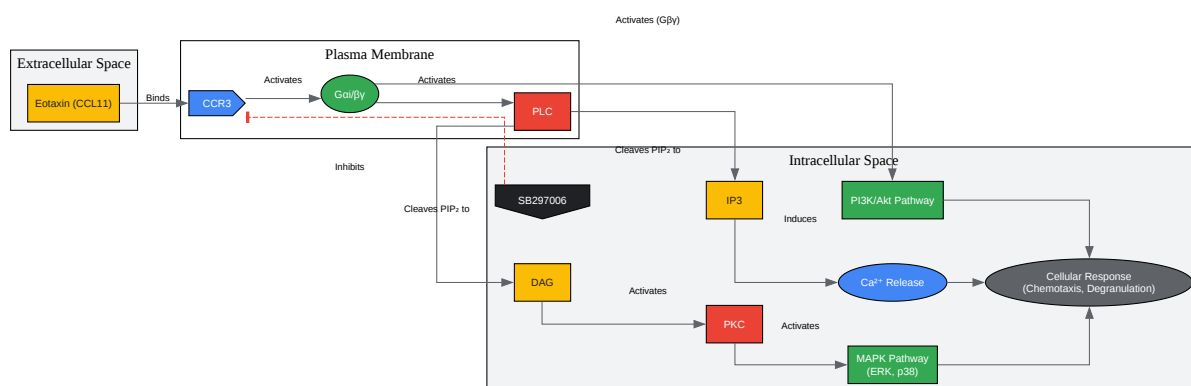 Activates (Gβγ)
Plasma Membrane
Extracellular Space
Eotaxin (CCL11)
Binds
CCR3
Activates
Gαi/βγ
Activates
PLC
Inhibits
Cleaves PIP₂ to
Intracellular Space
SB297006
IP3
PI3K/Akt Pathway
Cleaves PIP₂ to
Induces
DAG
Ca²⁺ Release
Cellular Response
(Chemotaxis, Degranulation)
Activates
PKC
Activates
MAPK Pathway
(ERK, p38)